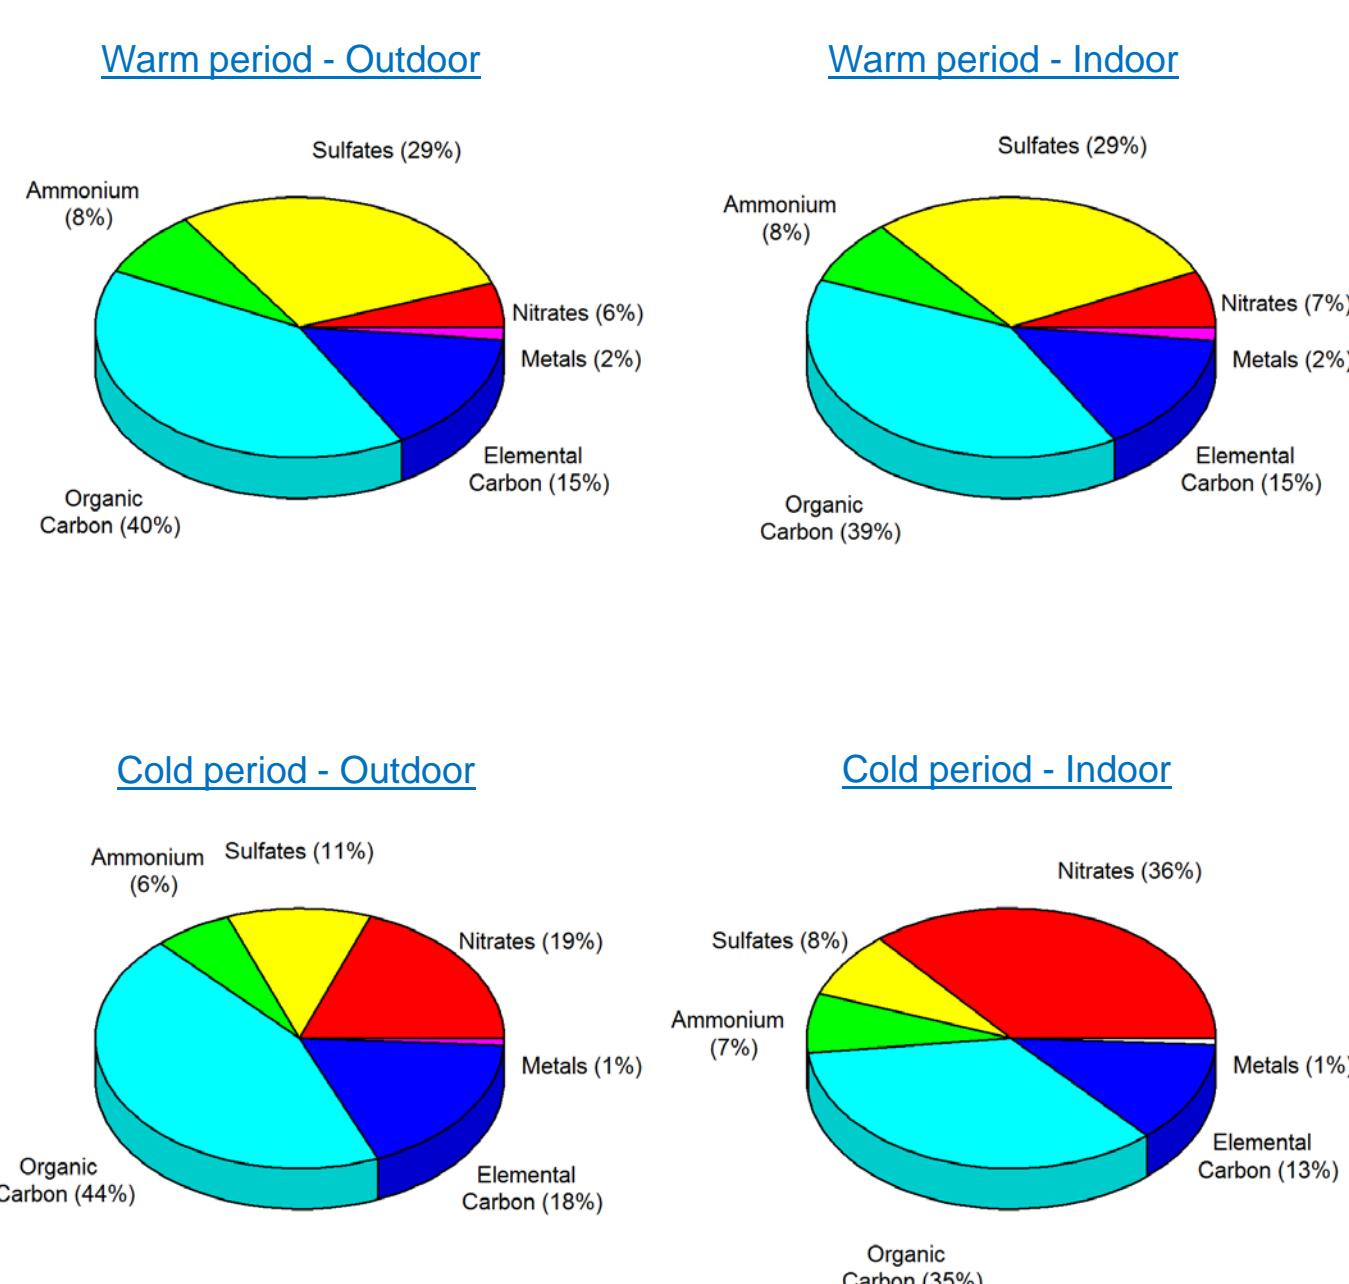 Warm period - Outdoor
Sulfates (29%)
Ammonium
(8%)
Nitrates (6%)
Metals (2%)
Elemental
Carbon (15%)
Organic
Carbon (40%)
Warm period - Indoor
Sulfates (29%)
Ammonium
(8%)
Nitrates (7%)
Metals (2%)
Elemental
Carbon (15%)
Organic
Carbon (39%)
Cold period - Outdoor
Sulfates (11%)
Ammonium
(6%)
Nitrates (19%)
Metals (1%)
Elemental
Carbon (18%)
Organic
Carbon (44%)
Cold period - Indoor
Nitrates (36%)
Sulfates (8%)
Ammonium
(7%)
Metals (1%)
Elemental
Carbon (13%)
Organic
Carbon (35%)